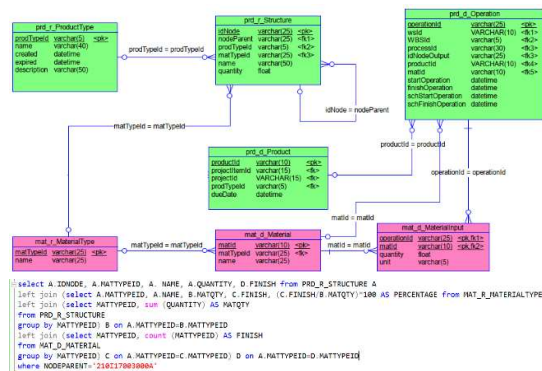 prd_r_ProductType
prodTypeId varchar(5) <pk>
name varchar(40)
created datetime
expired datetime
description varchar(50)
prodTypeId = prodTypeId
prd_r_Structure
idNode varchar(25) <pk>
nodeParent varchar(25) <fk1>
prodTypeId varchar(5) <fk2>
matTypeId varchar(25) <fk3>
name varchar(50)
quantity float
idNode = nodeParent
prd_d_Operation
operationId varchar(25) <pk>
wsId VARCHAR(10) <fk1>
WBSId varchar(5) <fk2>
processId varchar(30) <fk3>
idNodeOutput varchar(25) <fk3>
productId VARCHAR(10) <fk4>
matId varchar(10) <fk5>
startOperation datetime
finishOperation datetime
schStartOperation datetime
schFinishOperation datetime
matTypeId = matTypeId
productId = productId
prd_d_Product
productId varchar(10) <pk>
projectItemId varchar(15) <fk>
projectId VARCHAR(15) <fk>
prodTypeId varchar(5) <fk>
dueDate datetime
operationId = operationId
matId = matId
mat_r_MaterialType
matTypeId varchar(25) <pk>
name varchar(25)
matTypeId = matTypeId
mat_d_Material
matId varchar(10) <pk>
matTypeId varchar(25) <fk>
name varchar(25)
matId = matId
mat_d_MaterialInput
operationId varchar(25) <pk,fk1>
matId varchar(10) <pk,fk2>
quantity float
unit varchar(5)
select A.IDNODE, A.MATTYPEID, A. NAME, A.QUANTITY, D.FINISH from PRD_R_STRUCTURE A
left join (select A.MATTYPEID, A.NAME, B.MATQTY, C.FINISH, (C.FINISH/B.MATQTY)*100 AS PERCENTAGE from MAT_R_MATERIALTYPE
left join (select MATTYPEID, sum (QUANTITY) AS MATQTY
from PRD_R_STRUCTURE
group by MATTYPEID) B on A.MATTYPEID=B.MATTYPEID
left join (select MATTYPEID, count (MATTYPEID) AS FINISH
from MAT_D_MATERIAL
group by MATTYPEID) C on A.MATTYPEID=C.MATTYPEID) D on A.MATTYPEID=D.MATTYPEID
where NODEPARENT='210I17003000A'